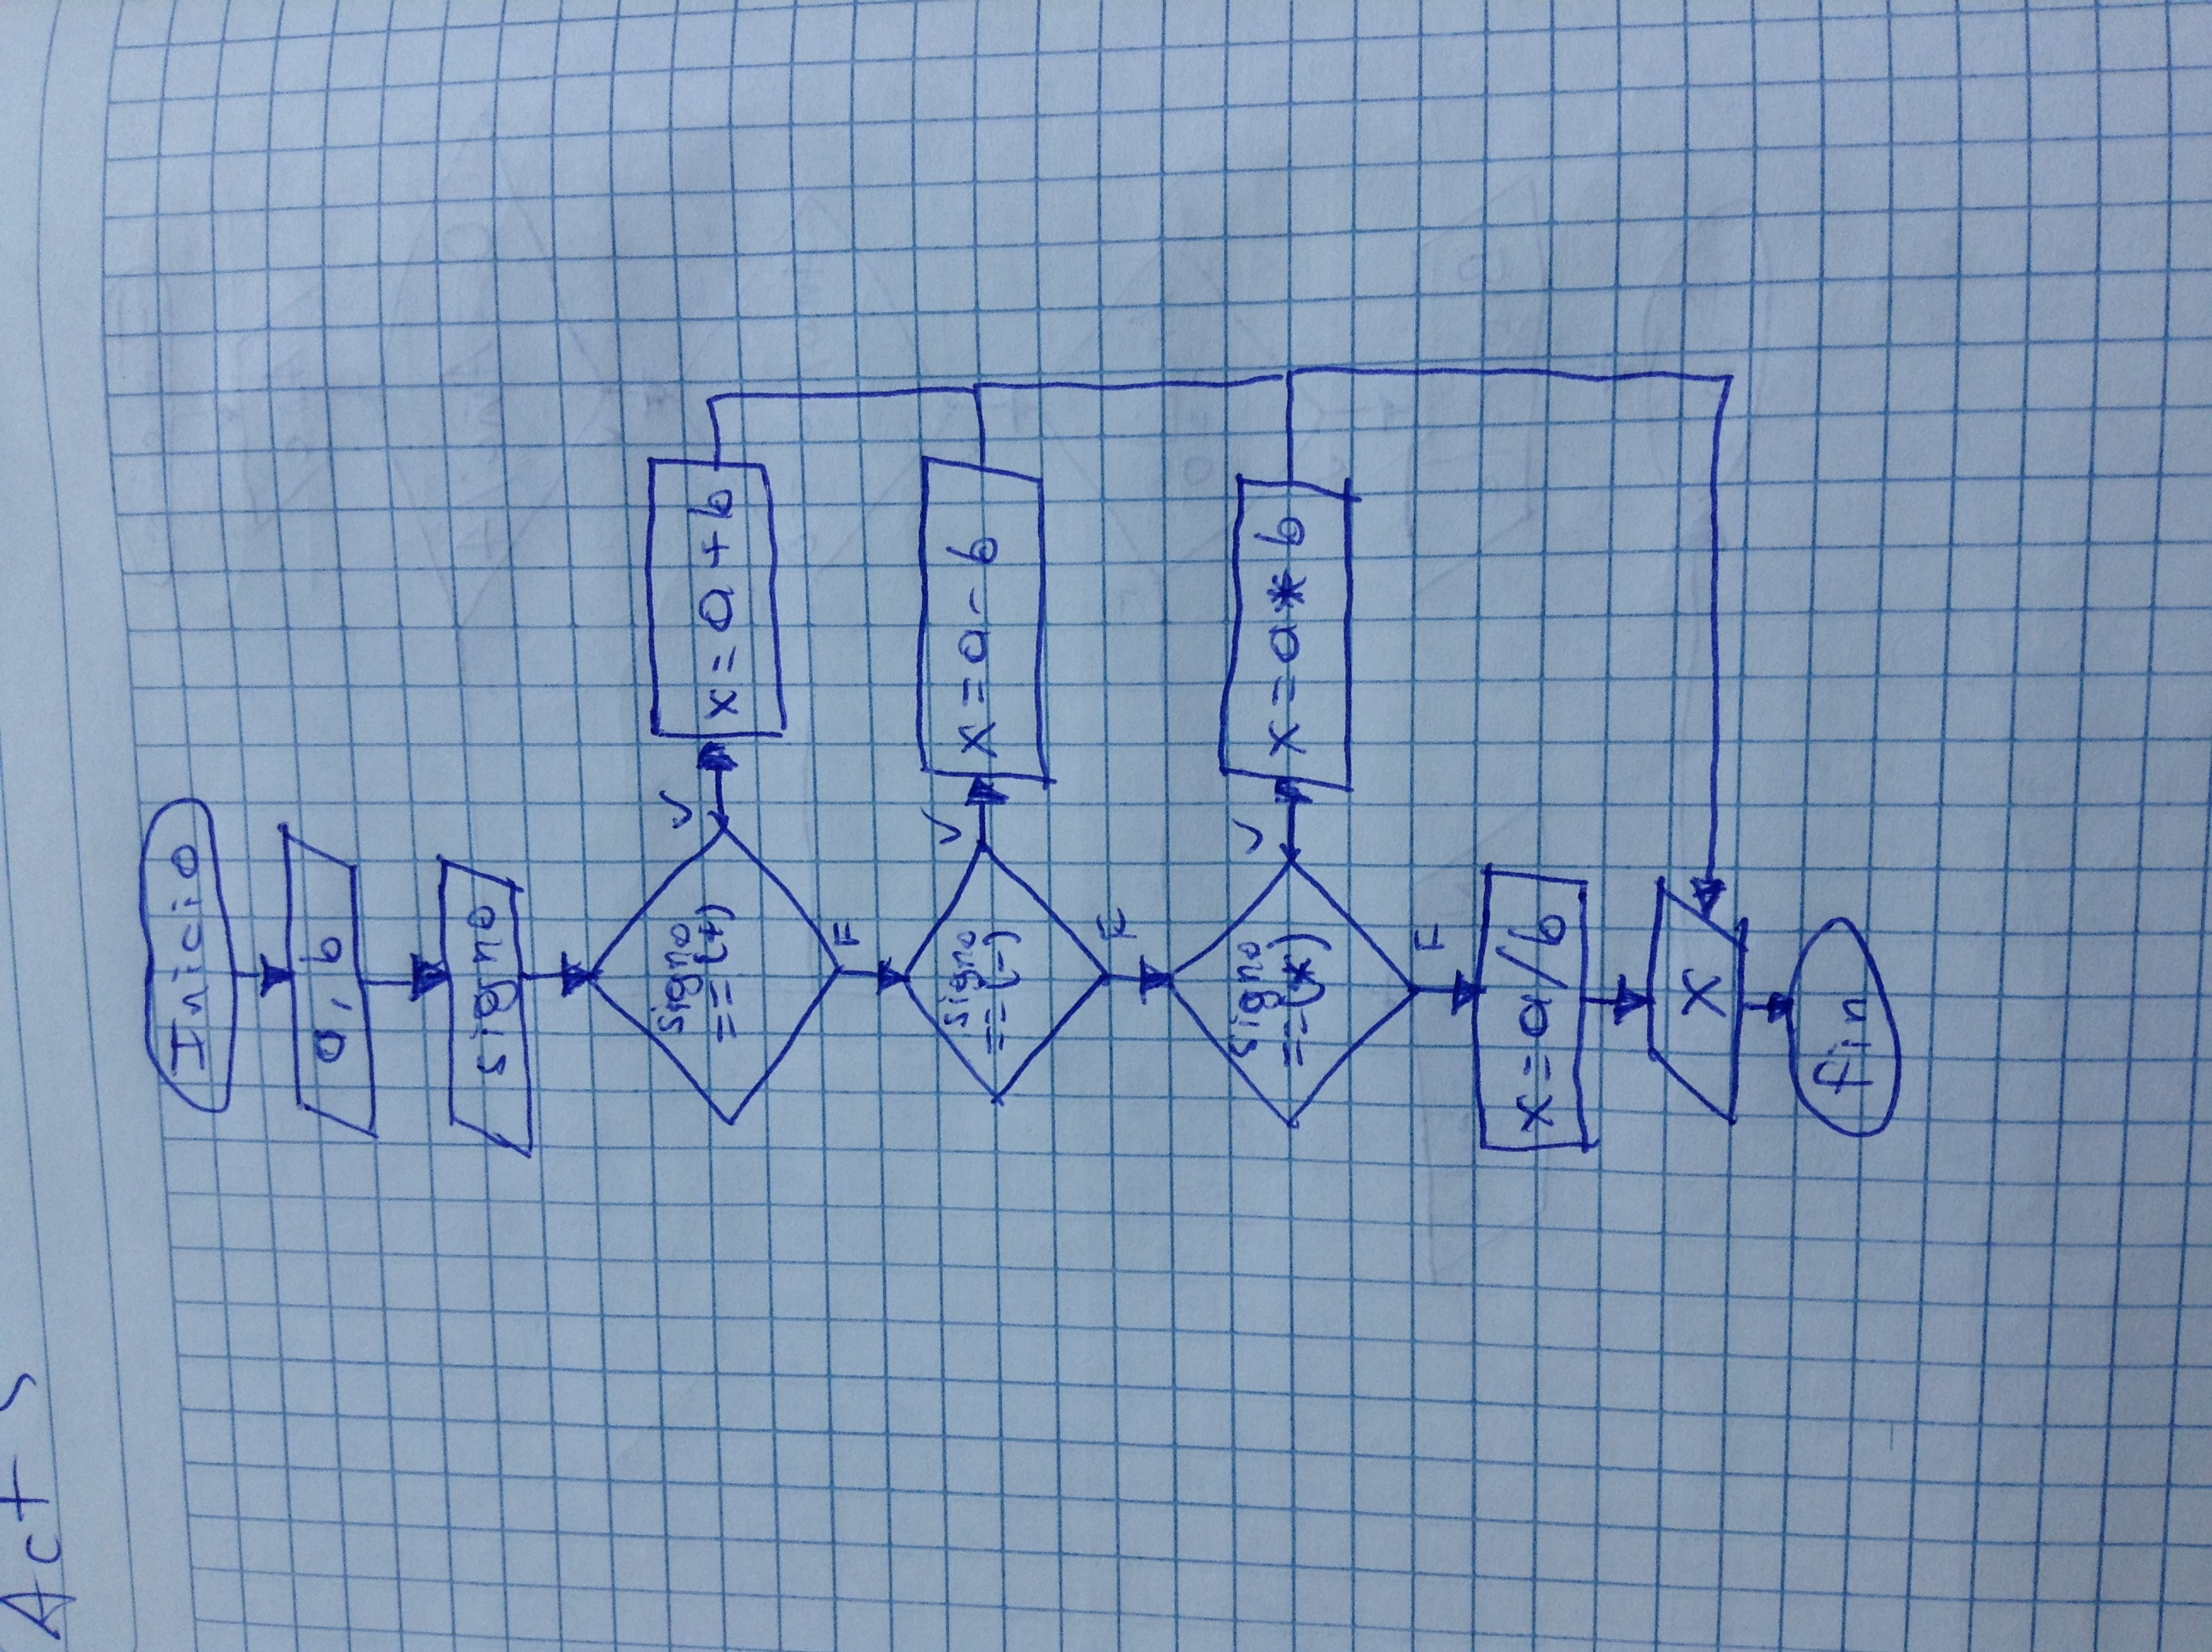 Act 5
Inicio
a, b
signo
signo
== (+)
V
x = a + b
F
signo
== (-)
V
x = a - b
F
signo
== (*)
V
x = a * b
F
x = a/b
x
fin